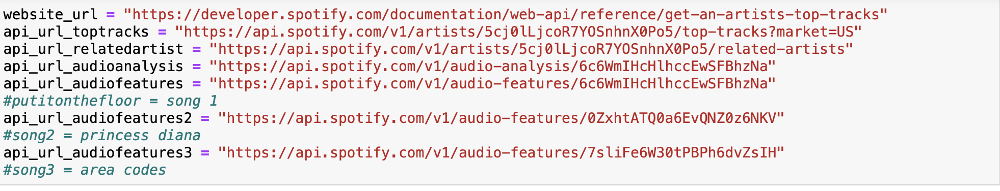 website_url = "https://developer.spotify.com/documentation/web-api/reference/get-an-artists-top-tracks"
api_url_toptracks = "https://api.spotify.com/v1/artists/5cj0lLjcoR7YOSnhnX0Po5/top-tracks?market=US"
api_url_relatedartist = "https://api.spotify.com/v1/artists/5cj0lLjcoR7YOSnhnX0Po5/related-artists"
api_url_audioanalysis = "https://api.spotify.com/v1/audio-analysis/6c6WmIHcHlhccEwSFBhzNa"
api_url_audiofeatures = "https://api.spotify.com/v1/audio-features/6c6WmIHcHlhccEwSFBhzNa"
#putitonthefloor = song 1
api_url_audiofeatures2 = "https://api.spotify.com/v1/audio-features/0ZxhtATQ0a6EvQNZ0z6NKV"
#song2 = princess diana
api_url_audiofeatures3 = "https://api.spotify.com/v1/audio-features/7sliFe6W30tPBPh6dvZsIH"
#song3 = area codes